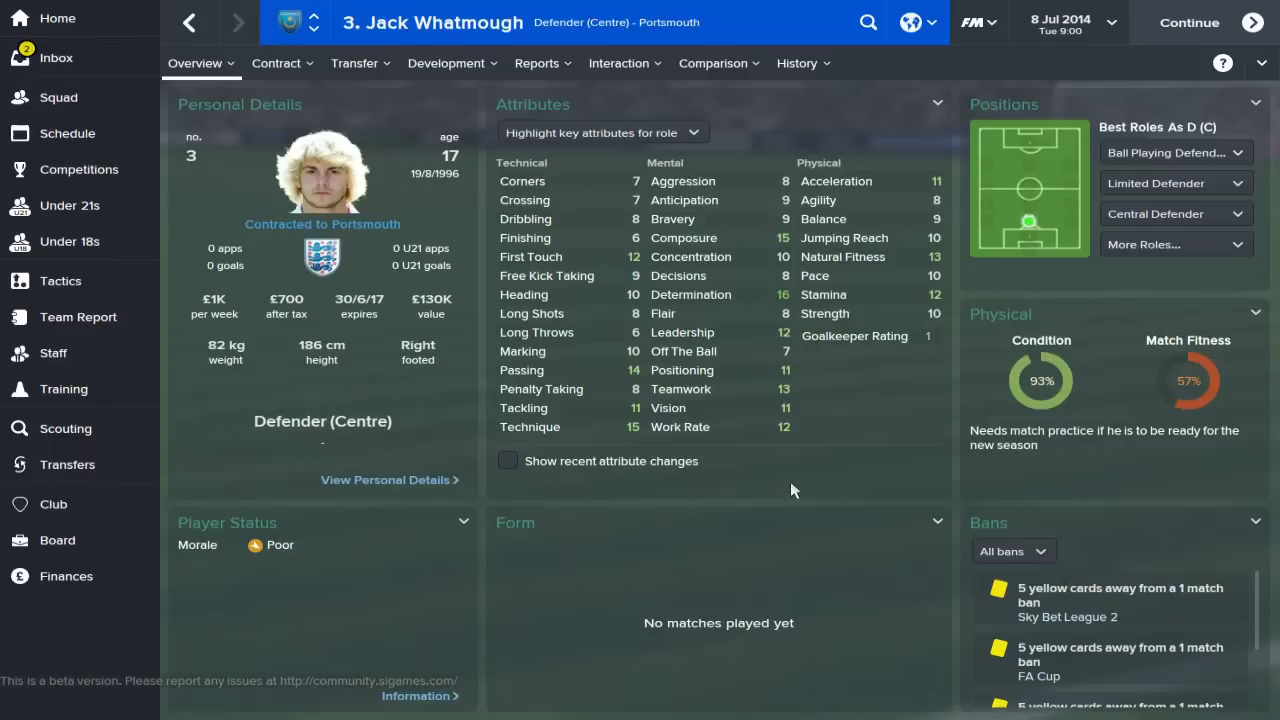 Home
2
Inbox
Squad
Schedule
Competitions
U21
Under 21s
U18
Under 18s
Tactics
Team Report
Staff
Training
Scouting
Transfers
Club
Board
£
Finances
3. Jack Whatmough
Defender (Centre) - Portsmouth
FM
8 Jul 2014
Tue 9:00
Continue
Overview
Contract
Transfer
Development
Reports
Interaction
Comparison
History
?
Personal Details
no.
3
age
17
19/8/1996
Contracted to Portsmouth
0 apps
0 goals
0 U21 apps
0 U21 goals
£1K
per week
£700
after tax
30/6/17
expires
£130K
value
82 kg
weight
186 cm
height
Right
footed
Defender (Centre)
-
View Personal Details >
Attributes
Highlight key attributes for role
Technical Mental Physical
Corners 7 Aggression 8 Acceleration 11
Crossing 7 Anticipation 9 Agility 8
Dribbling 8 Bravery 9 Balance 9
Finishing 6 Composure 15 Jumping Reach 10
First Touch 12 Concentration 10 Natural Fitness 13
Free Kick Taking 9 Decisions 8 Pace 10
Heading 10 Determination 16 Stamina 12
Long Shots 8 Flair 8 Strength 10
Long Throws 6 Leadership 12 Goalkeeper Rating 1
Marking 10 Off The Ball 7
Passing 14 Positioning 11
Penalty Taking 8 Teamwork 13
Tackling 11 Vision 11
Technique 15 Work Rate 12
Show recent attribute changes
Positions
Best Roles As D (C)
Ball Playing Defend...
Limited Defender
Central Defender
More Roles...
Physical
Condition
93%
Match Fitness
57%
Needs match practice if he is to be ready for the
new season
Player Status
Morale Poor
Information >
Form
No matches played yet
Bans
All bans
5 yellow cards away from a 1 match
ban
Sky Bet League 2
5 yellow cards away from a 1 match
ban
FA Cup
5 yellow cards away from a 1 match
This is a beta version. Please report any issues at http://community.sigames.com/